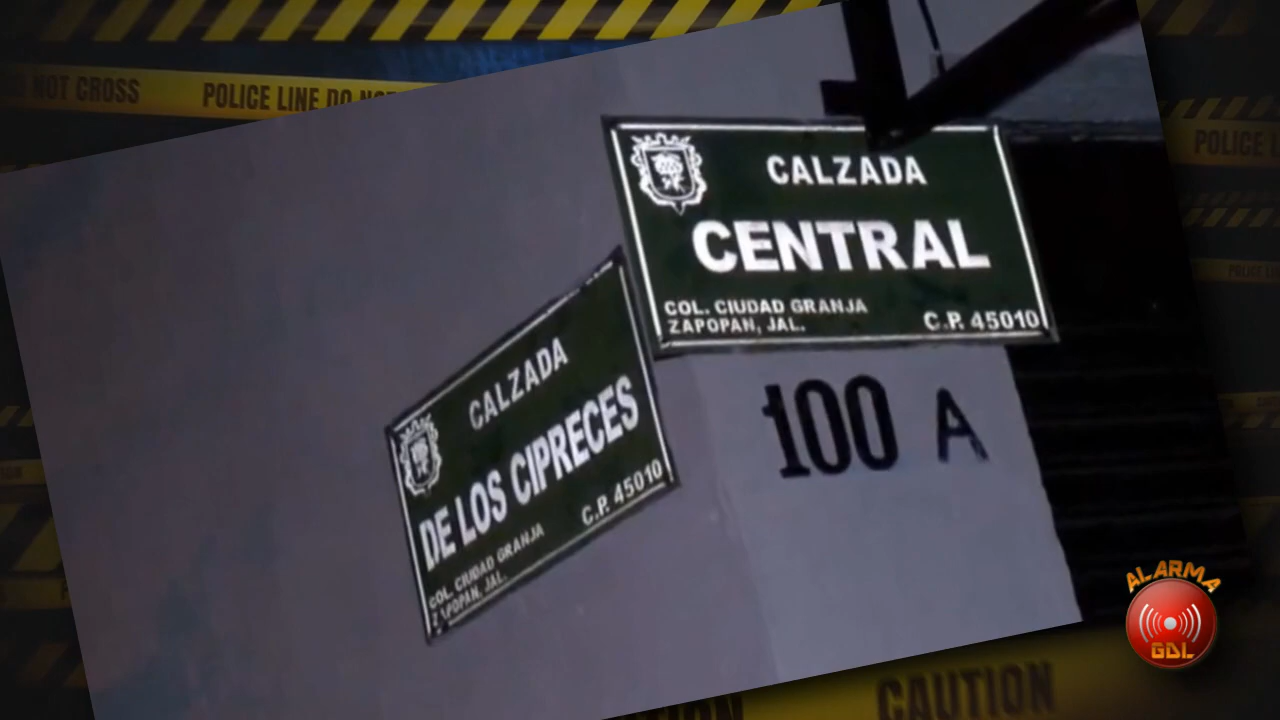 NOT CROSS
POLICE LINE DO NOT
POLICE L
CALZADA
CENTRAL
COL. CIUDAD GRANJA
ZAPOPAN, JAL.
C.P. 45010
CALZADA
DE LOS CIPRECES
COL. CIUDAD GRANJA
ZAPOPAN, JAL.
C.P. 45010
100 A
ALARMA
GDL
CAUTION